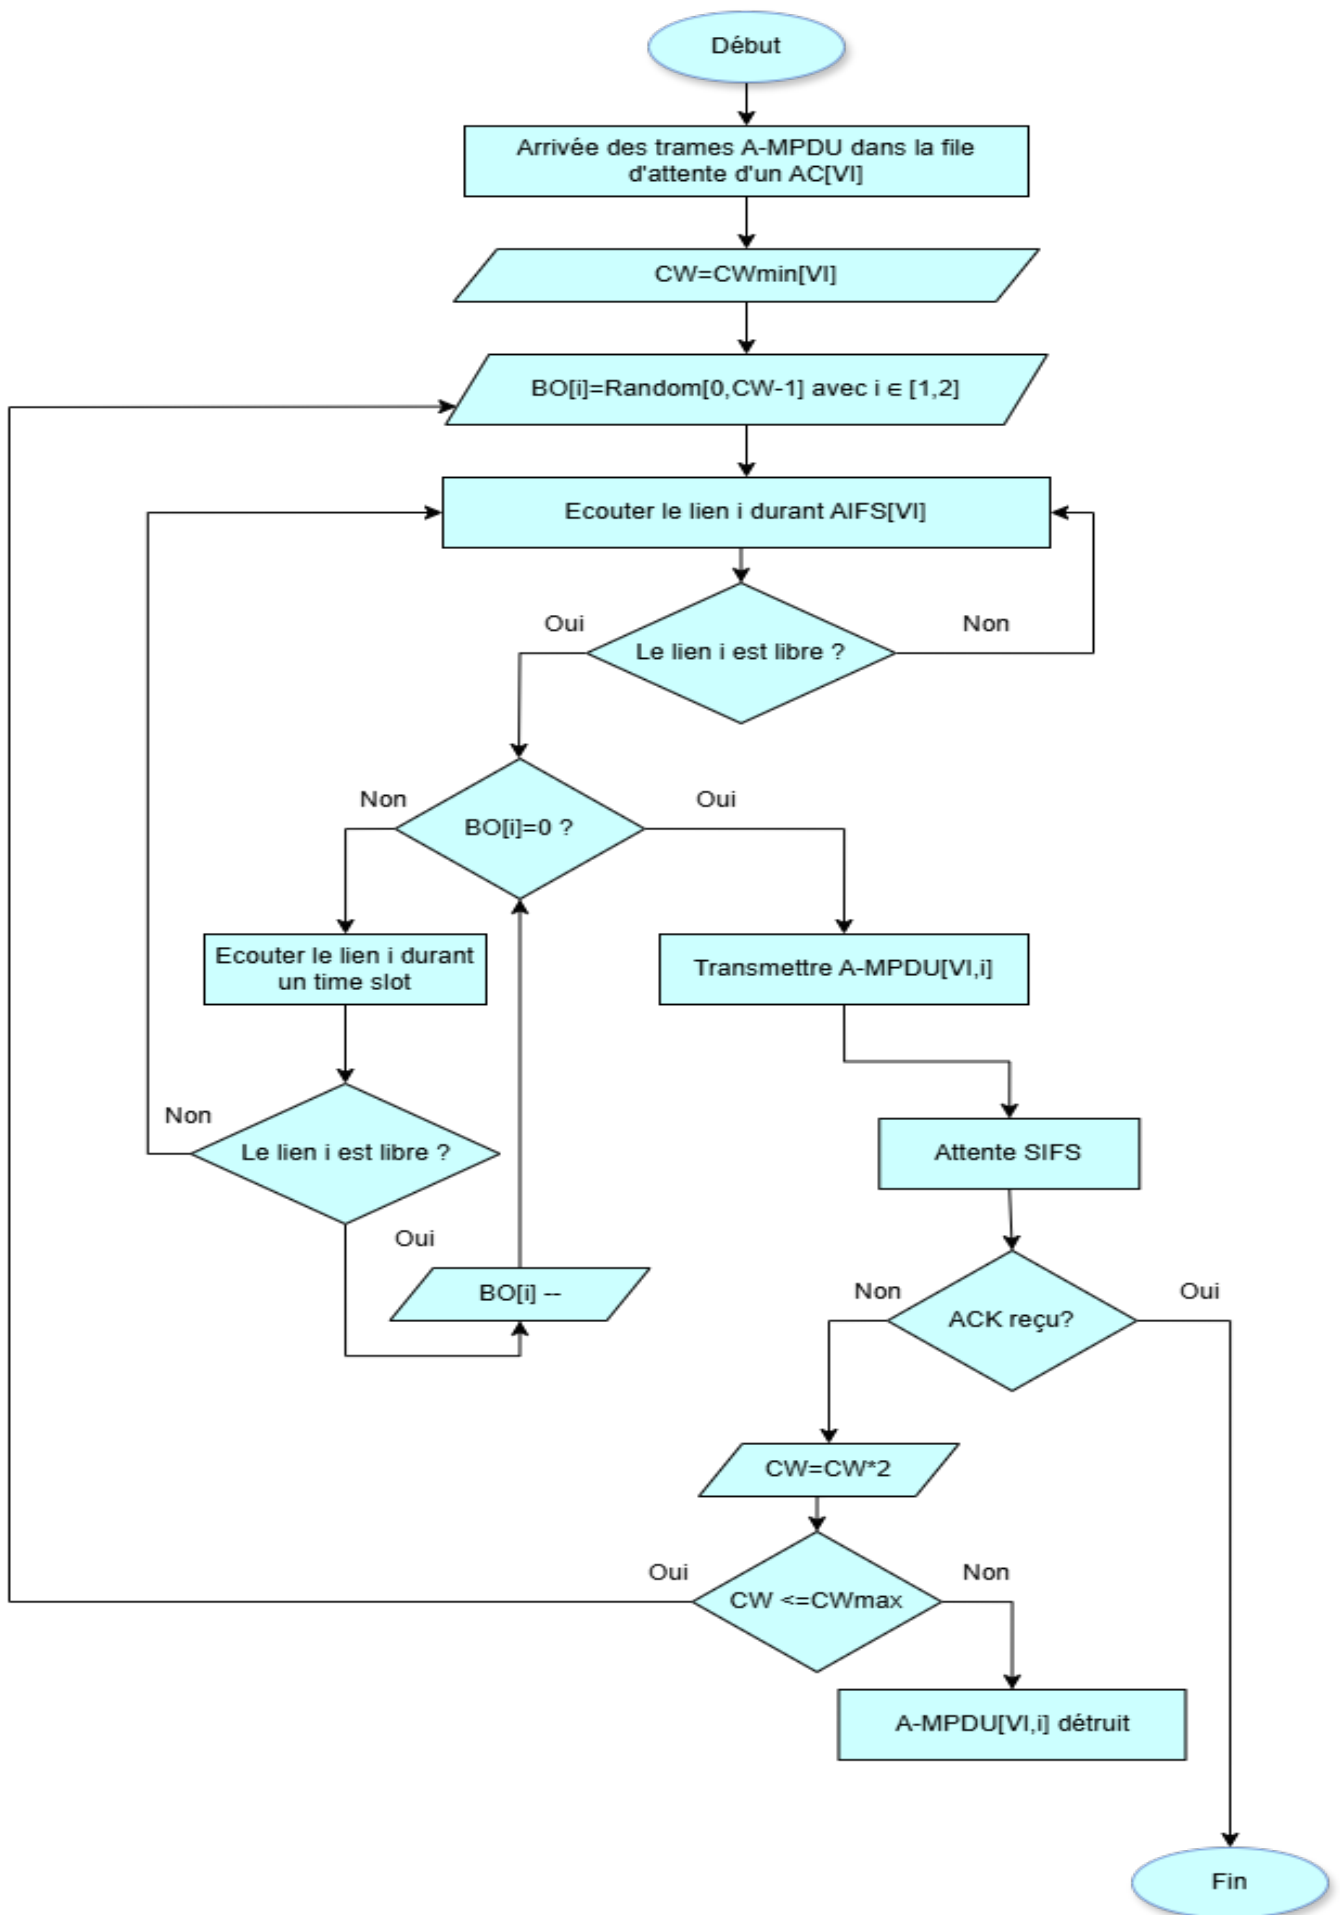 Début
Arrivée des trames A-MPDU dans la file
d'attente d'un AC[VI]
CW=CWmin[VI]
BO[i]=Random[0,CW-1] avec i ∈ [1,2]
Ecouter le lien i durant AIFS[VI]
Oui
Non
Le lien i est libre ?
Non
Oui
BO[i]=0 ?
Ecouter le lien i durant
un time slot
Transmettre A-MPDU[VI,i]
Non
Le lien i est libre ?
Attente SIFS
Oui
BO[i] --
Non
Oui
ACK reçu?
CW=CW*2
Oui
Non
CW <=CWmax
A-MPDU[VI,i] détruit
Fin